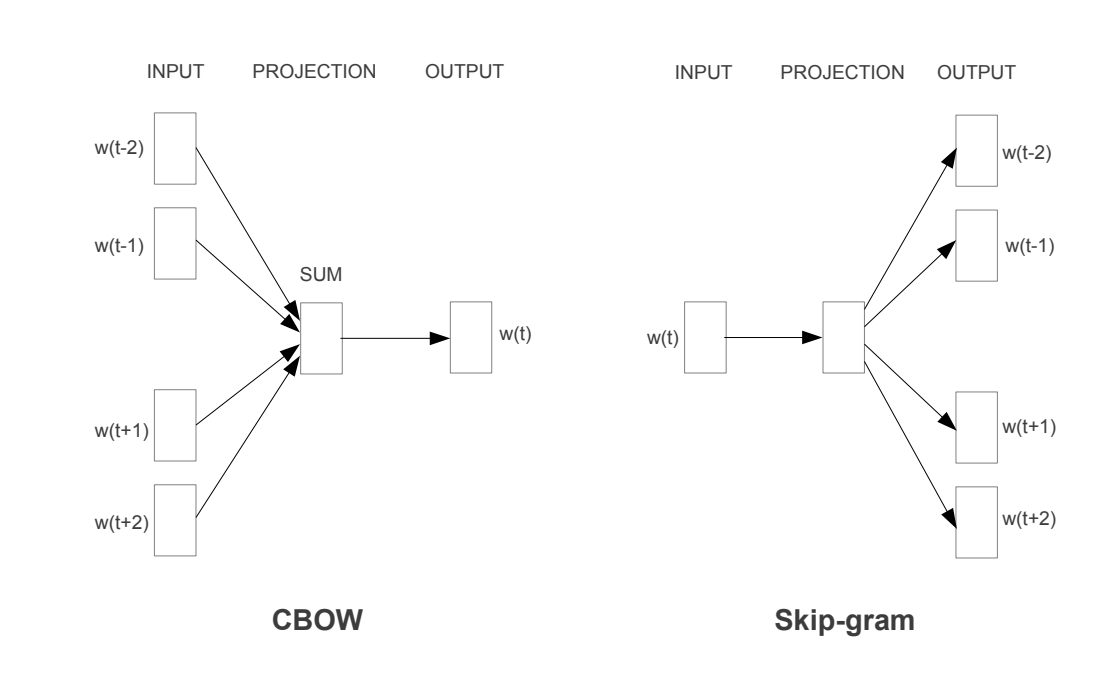 INPUT PROJECTION OUTPUT
w(t-2)
w(t-1)
SUM
w(t)
w(t+1)
w(t+2)
CBOW
INPUT PROJECTION OUTPUT
w(t-2)
w(t-1)
w(t)
w(t+1)
w(t+2)
Skip-gram